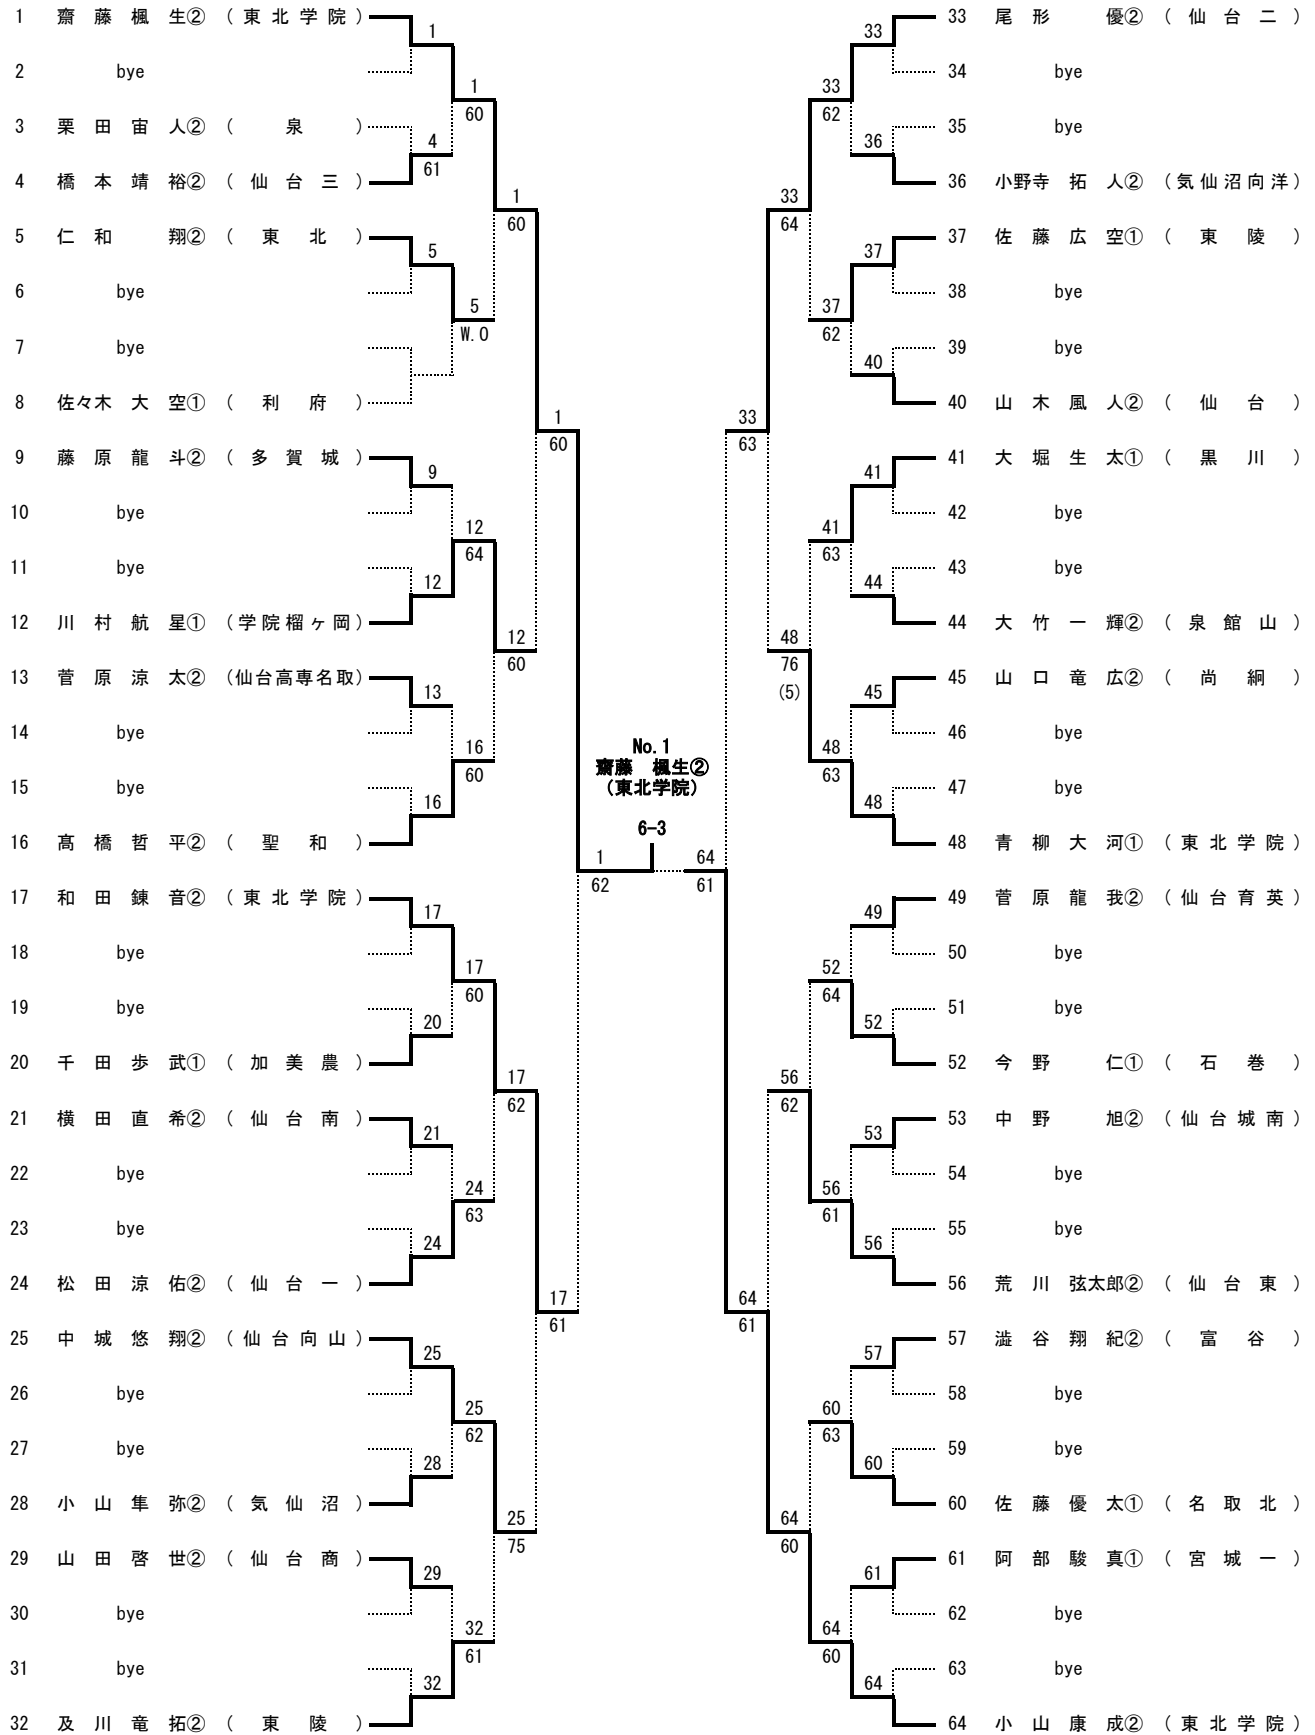 1 齋藤楓生② (東北学院)
2 bye
3 栗田宙人② (泉)
4 橋本靖裕② (仙台三)
5 仁和翔② (東北)
6 bye
7 bye
8 佐々木大空① (利府)
9 藤原龍斗② (多賀城)
10 bye
11 bye
12 川村航星① (学院榴ヶ岡)
13 菅原涼太② (仙台高専名取)
14 bye
15 bye
16 髙橋哲平② (聖和)
17 和田錬音② (東北学院)
18 bye
19 bye
20 千田歩武① (加美農)
21 横田直希② (仙台南)
22 bye
23 bye
24 松田涼佑② (仙台一)
25 中城悠翔② (仙台向山)
26 bye
27 bye
28 小山隼弥② (気仙沼)
29 山田啓世② (仙台商)
30 bye
31 bye
32 及川竜拓② (東陵)
1
4
61
5
9
12
13
16
17
20
21
24
25
28
29
32
1
60
5
W.O
12
64
16
60
17
60
24
63
25
62
32
61
1
60
12
60
17
62
25
75
1
60
17
61
1
62
No.1
齋藤 楓生②
(東北学院)
6-3
64
61
33
63
64
61
33
64
48
76
(5)
56
62
64
60
33
62
37
62
41
63
48
63
52
64
56
61
60
63
64
60
33
36
37
40
41
44
45
48
49
52
53
56
57
60
61
64
33 尾形優② (仙台二)
34 bye
35 bye
36 小野寺拓人② (気仙沼向洋)
37 佐藤広空① (東陵)
38 bye
39 bye
40 山木風人② (仙台)
41 大堀生太① (黒川)
42 bye
43 bye
44 大竹一輝② (泉館山)
45 山口竜広② (尚絅)
46 bye
47 bye
48 青柳大河① (東北学院)
49 菅原龍我② (仙台育英)
50 bye
51 bye
52 今野仁① (石巻)
53 中野旭② (仙台城南)
54 bye
55 bye
56 荒川弦太郎② (仙台東)
57 澁谷翔紀② (富谷)
58 bye
59 bye
60 佐藤優太① (名取北)
61 阿部駿真① (宮城一)
62 bye
63 bye
64 小山康成② (東北学院)